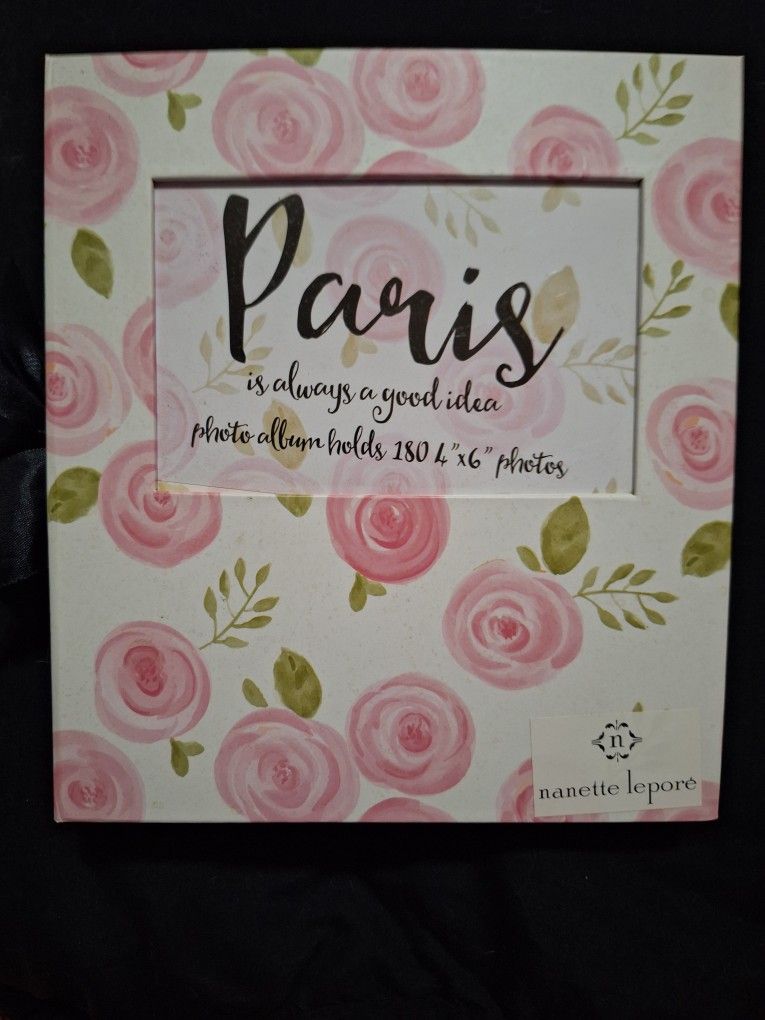 Paris
is always a good idea
photo album holds 180 4"x6" photos
n
nanette leporé